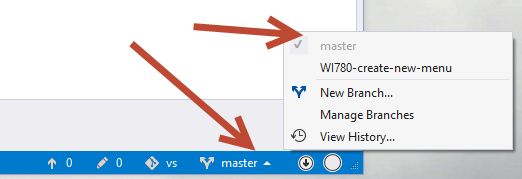 master
WI780-create-new-menu
New Branch...
Manage Branches
View History...
0 0 vs master